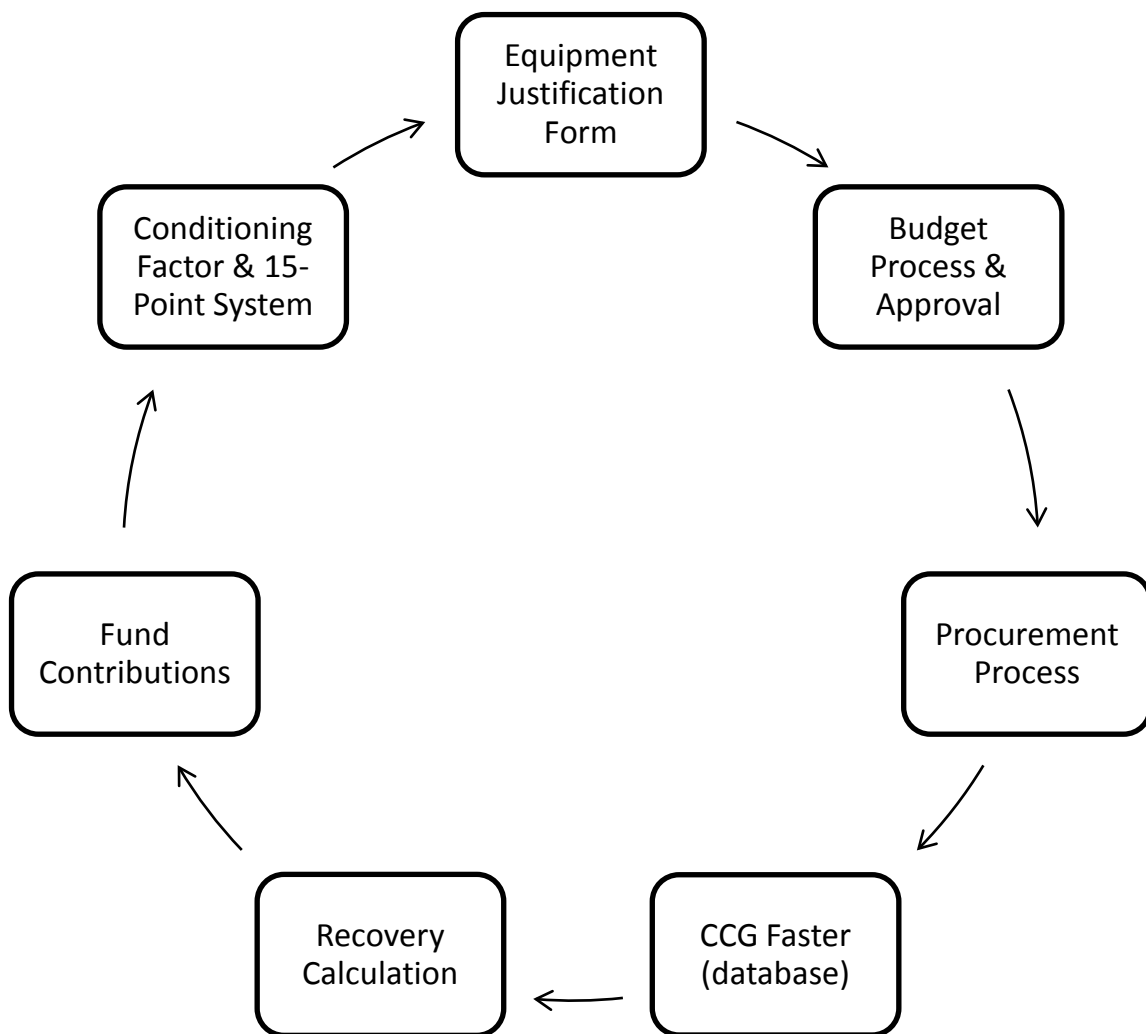 Equipment
Justification
Form
Budget
Process &
Approval
Procurement
Process
CCG Faster
(database)
Recovery
Calculation
Fund
Contributions
Conditioning
Factor & 15-
Point System